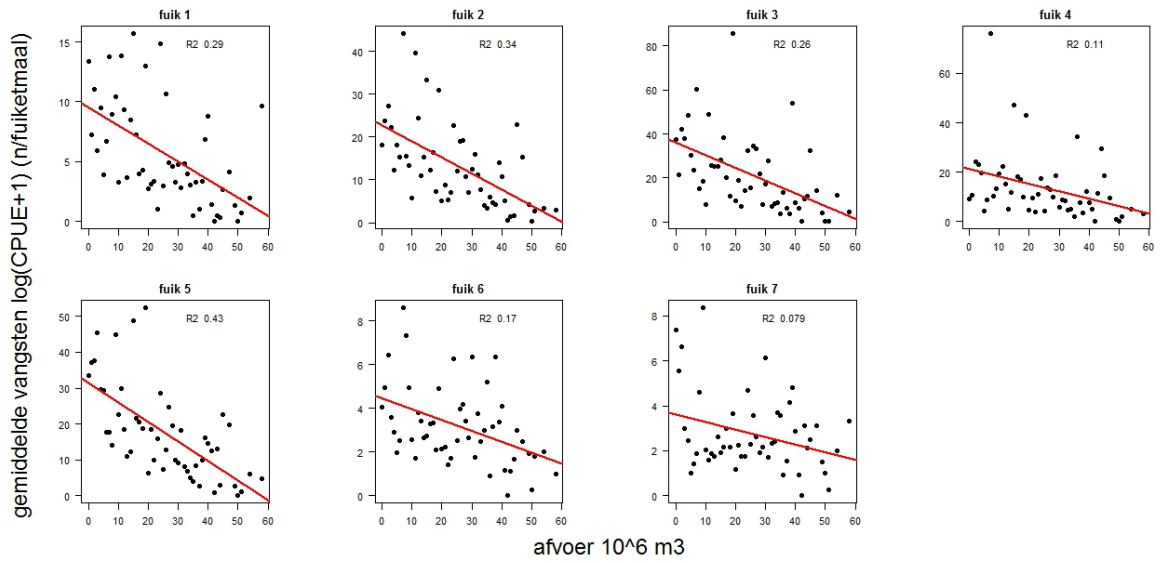 gemiddelde vangsten log(CPUE+1) (n/fuiketmaal)
fuik 1
R2 0.29
15
10
5
0
0 10 20 30 40 50 60
fuik 2
R2 0.34
40
30
20
10
0
0 10 20 30 40 50 60
fuik 3
R2 0.26
80
60
40
20
0
0 10 20 30 40 50 60
fuik 4
R2 0.11
60
40
20
0
0 10 20 30 40 50 60
fuik 5
R2 0.43
50
40
30
20
10
0
0 10 20 30 40 50 60
fuik 6
R2 0.17
8
6
4
2
0
0 10 20 30 40 50 60
fuik 7
R2 0.079
8
6
4
2
0
0 10 20 30 40 50 60
afvoer 10^6 m3